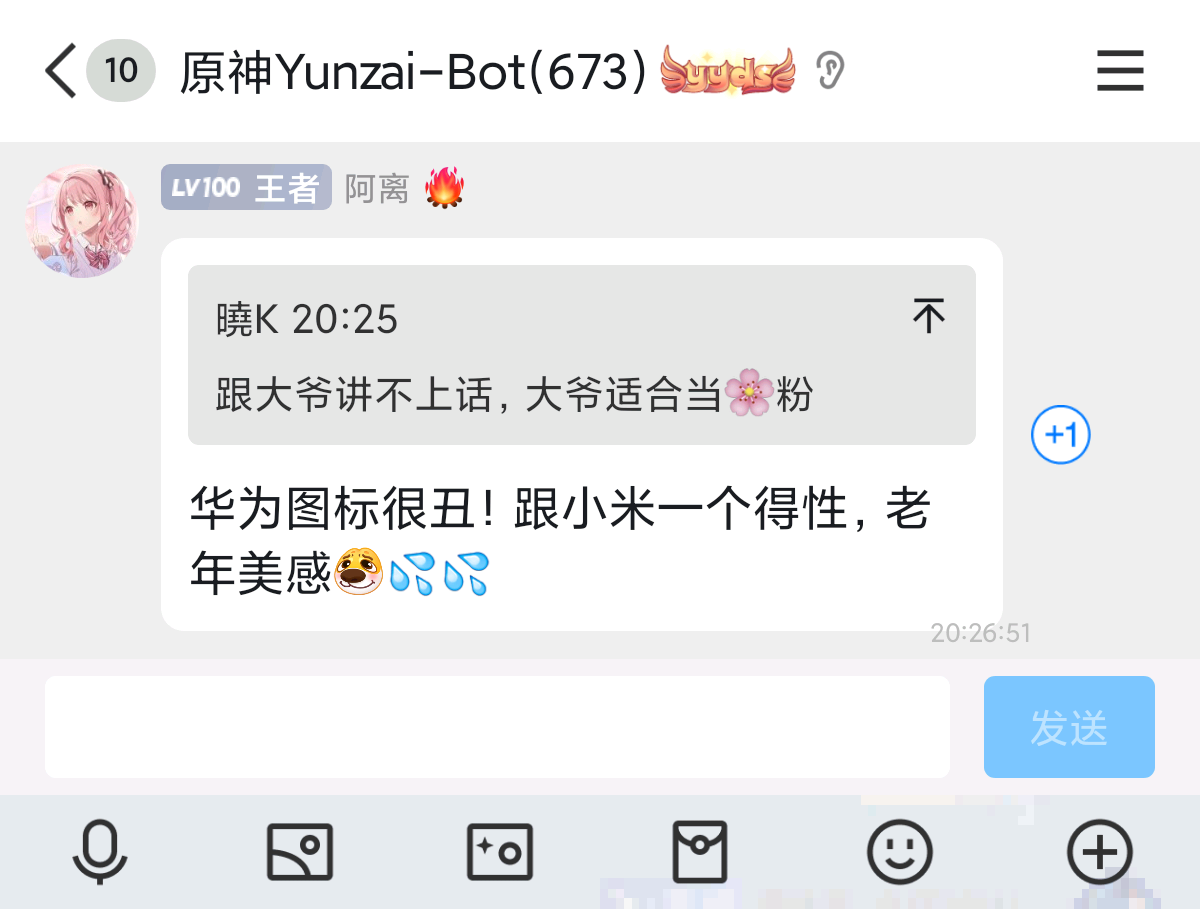 10
原神Yunzai-Bot(673) yyds
LV100 王者 阿离🔥
曉K 20:25
跟大爷讲不上话，大爷适合当🌸粉
+1
华为图标很丑！跟小米一个得性，老
年美感💦💦
20:26:51
发送